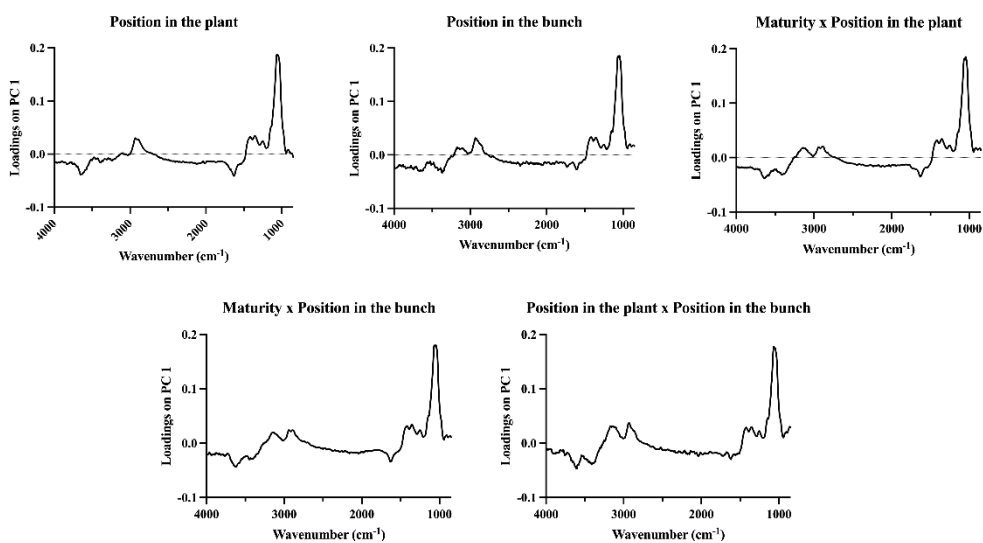 Position in the plant
Loadings on PC 1
0.2
0.1
0.0
-0.1
4000
3000
2000
1000
Wavenumber (cm⁻¹)
Position in the bunch
Loadings on PC 1
0.2
0.1
0.0
-0.1
4000
3000
2000
1000
Wavenumber (cm⁻¹)
Maturity x Position in the plant
Loadings on PC 1
0.2
0.1
0.0
-0.1
4000
3000
2000
1000
Wavenumber (cm⁻¹)
Maturity x Position in the bunch
Loadings on PC 1
0.2
0.1
0.0
-0.1
4000
3000
2000
1000
Wavenumber (cm⁻¹)
Position in the plant x Position in the bunch
Loadings on PC 1
0.2
0.1
0.0
-0.1
4000
3000
2000
1000
Wavenumber (cm⁻¹)